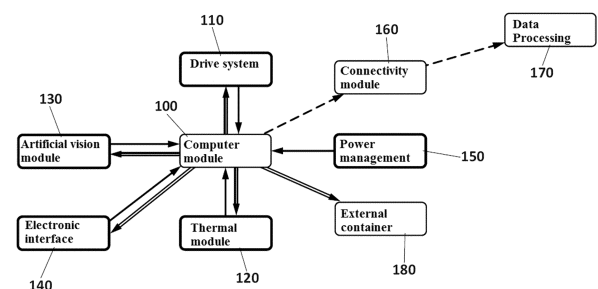 110
Drive system
160
Connectivity
module
Data
Processing
170
130
Artificial vision
module
100
Computer
module
Power
management
150
Electronic
interface
140
Thermal
module
120
External
container
180